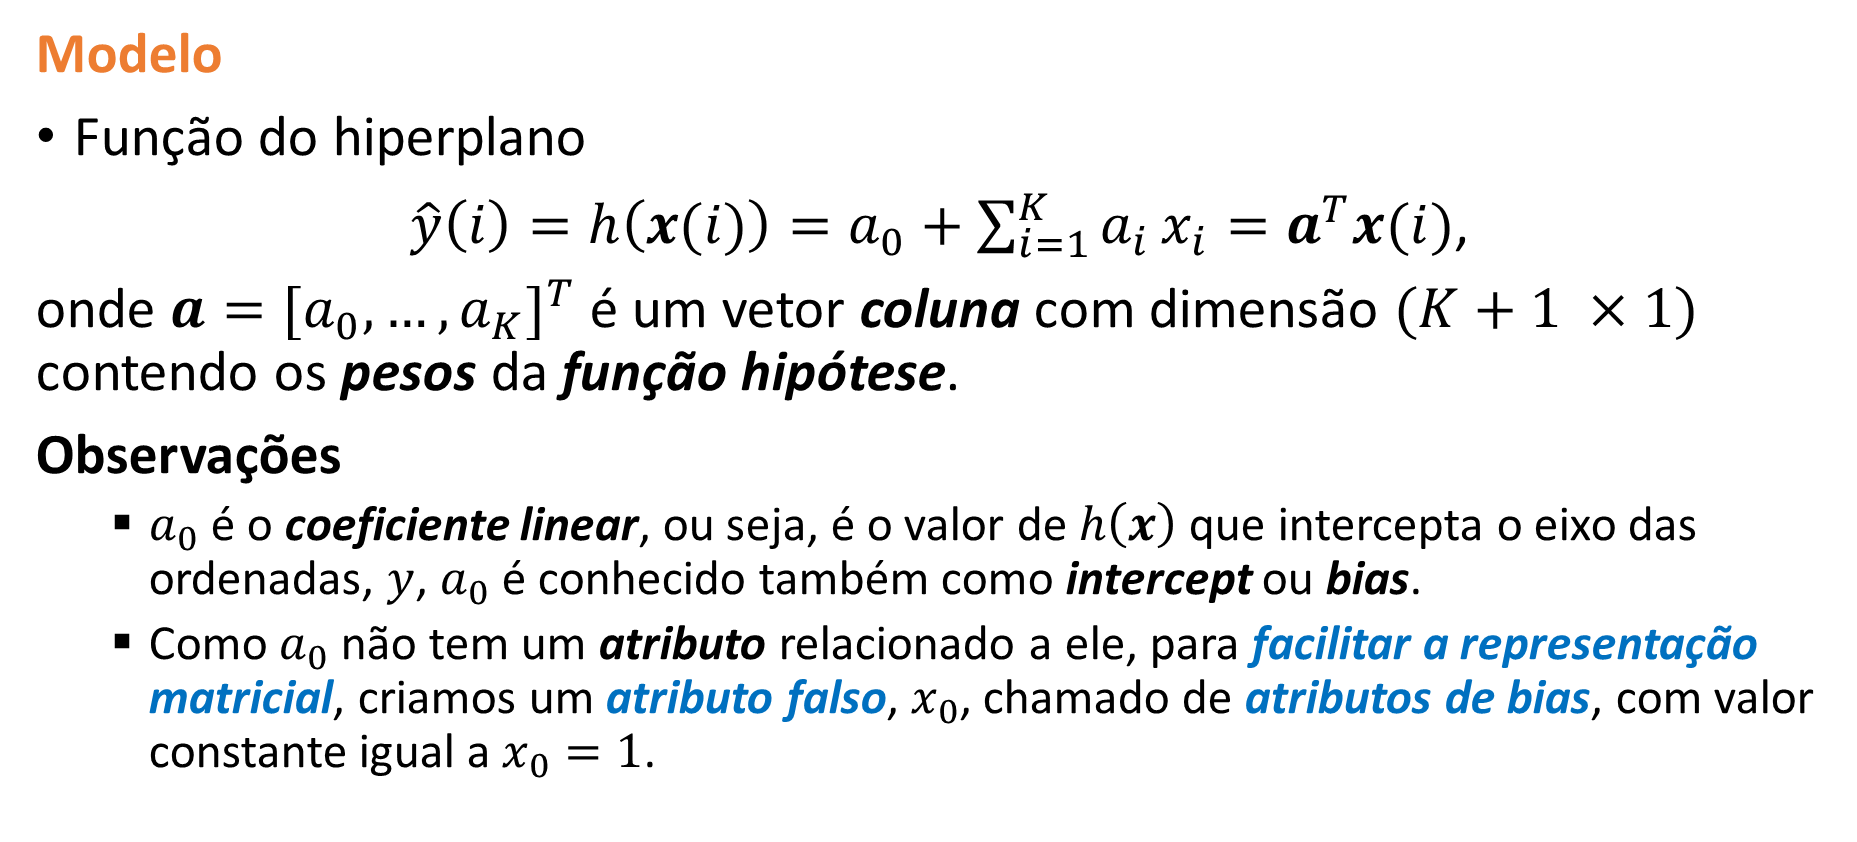 Modelo
• Função do hiperplano
ŷ(i) = h(x(i)) = a₀ + ∑ᵢ₌₁ᴷ aᵢ xᵢ = aᵀx(i),
onde a = [a₀, … , a_K]ᵀ é um vetor coluna com dimensão (K + 1 × 1)
contendo os pesos da função hipótese.
Observações
▪ a₀ é o coeficiente linear, ou seja, é o valor de h(x) que intercepta o eixo das
ordenadas, y, a₀ é conhecido também como intercept ou bias.
▪ Como a₀ não tem um atributo relacionado a ele, para facilitar a representação
matricial, criamos um atributo falso, x₀, chamado de atributos de bias, com valor
constante igual a x₀ = 1.